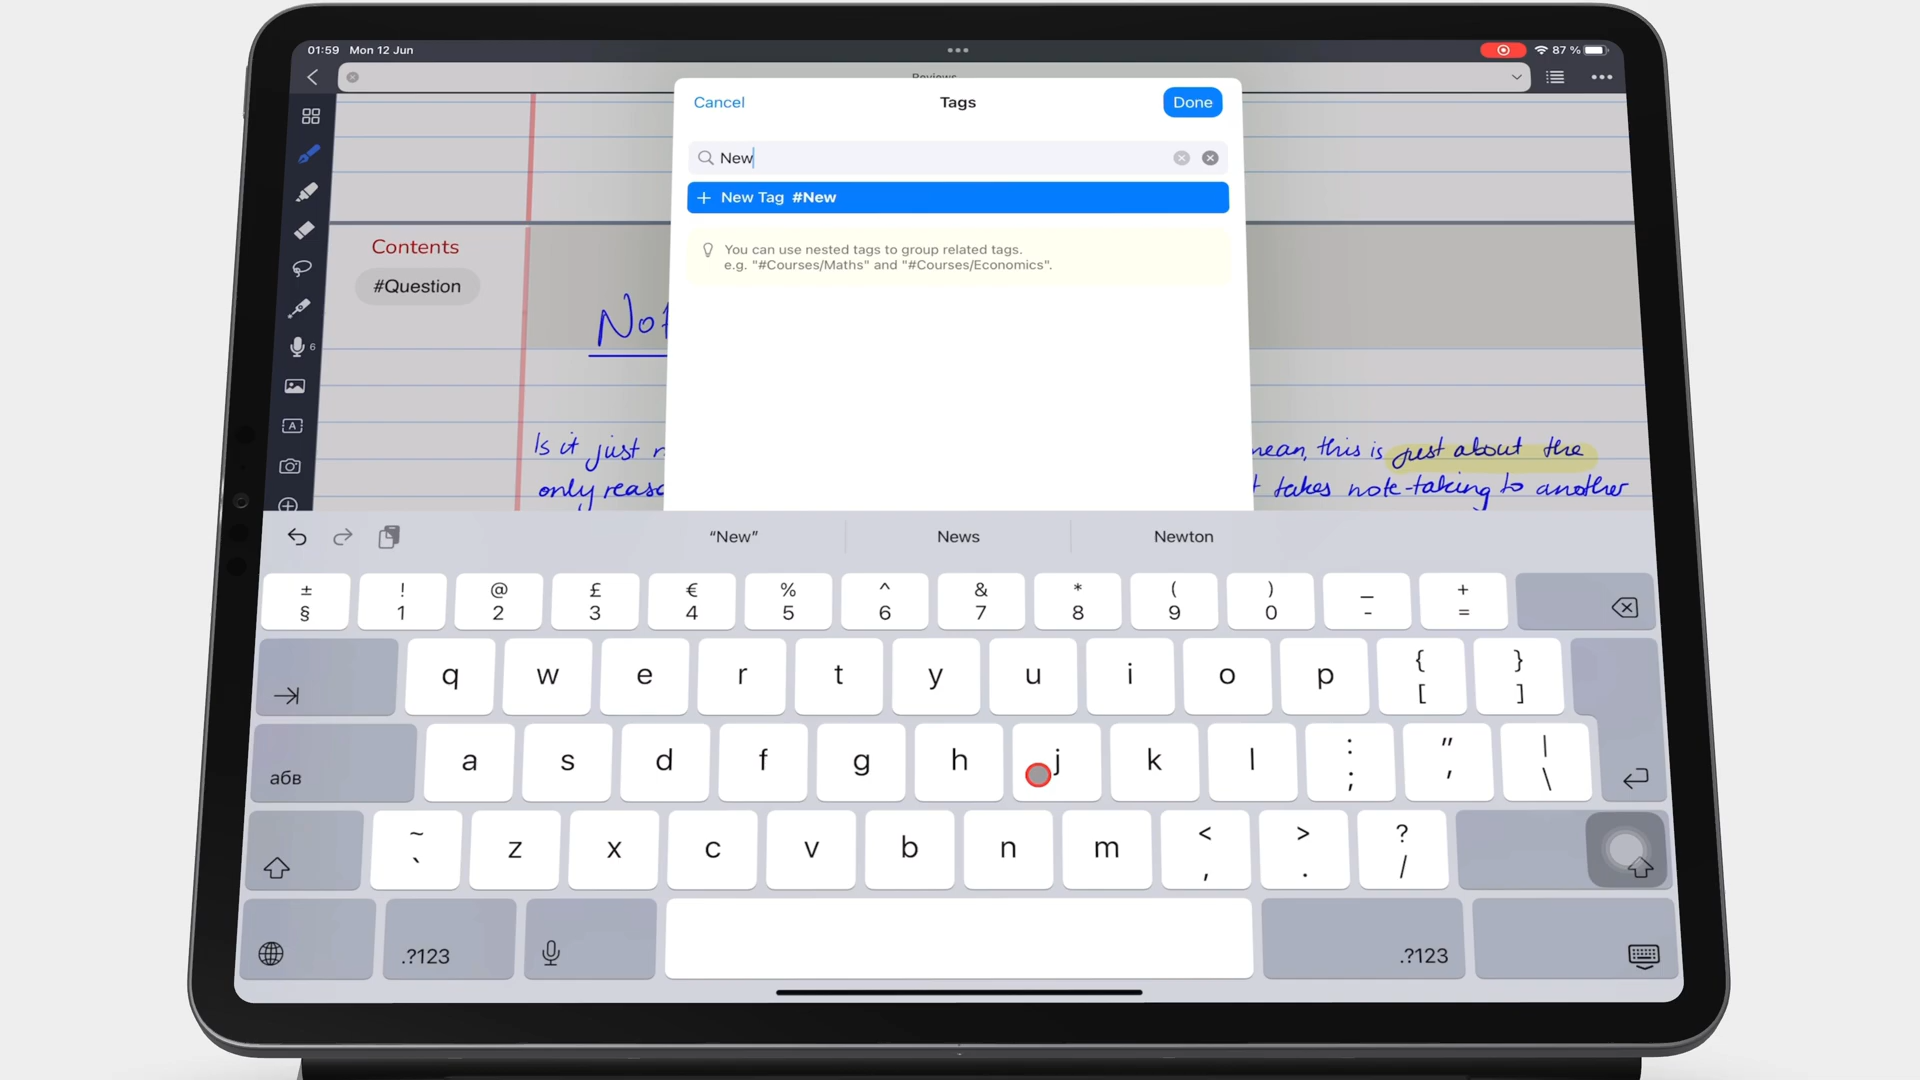 01:59 Mon 12 Jun
87 %
Cancel
Tags
Done
New
+ New Tag #New
You can use nested tags to group related tags.
e.g. "#Courses/Maths" and "#Courses/Economics".
Contents
#Question
6
A
Is it just
mean, this is just about the
only
takes note-taking to another
“New” News Newton
± § ! 1 @ 2 £ 3 € 4 % 5 ^ 6 & 7 * 8 ( 9 ) 0 _ - + =
q w e r t y u i o p { [ } ]
абв a s d f g h j k l : ; " ' | \
~ ` z x c v b n m < , > . ? /
.?123 .?123